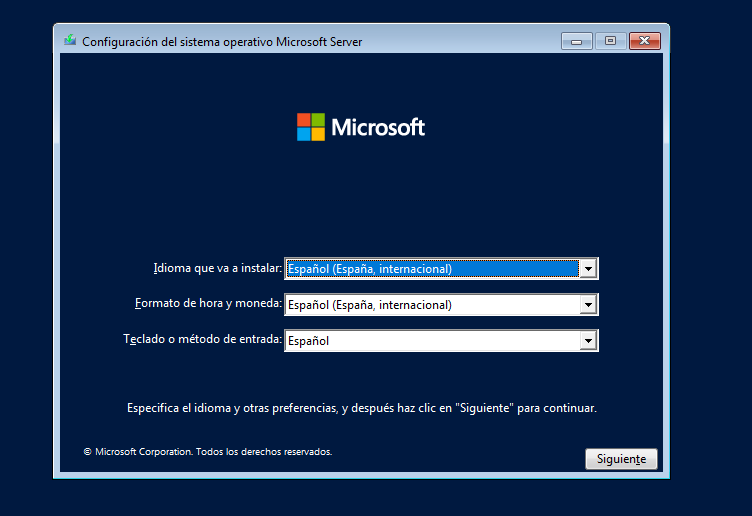 Configuración del sistema operativo Microsoft Server
Microsoft
Idioma que va a instalar: Español (España, internacional)
Formato de hora y moneda: Español (España, internacional)
Teclado o método de entrada: Español
Especifica el idioma y otras preferencias, y después haz clic en "Siguiente" para continuar.
© Microsoft Corporation. Todos los derechos reservados.
Siguiente